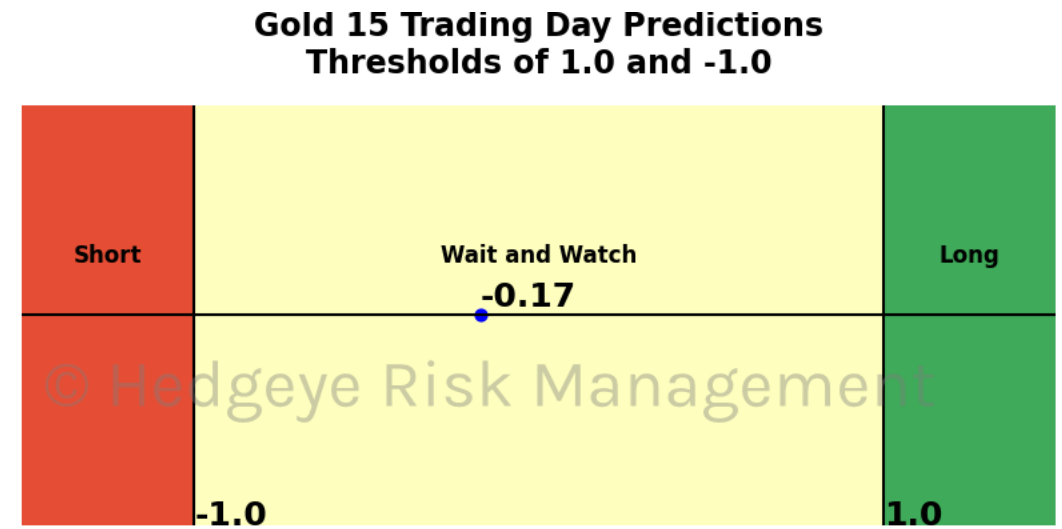 Gold 15 Trading Day Predictions
Thresholds of 1.0 and -1.0
Short
Wait and Watch
Long
-0.17
© Hedgeye Risk Management
-1.0
1.0